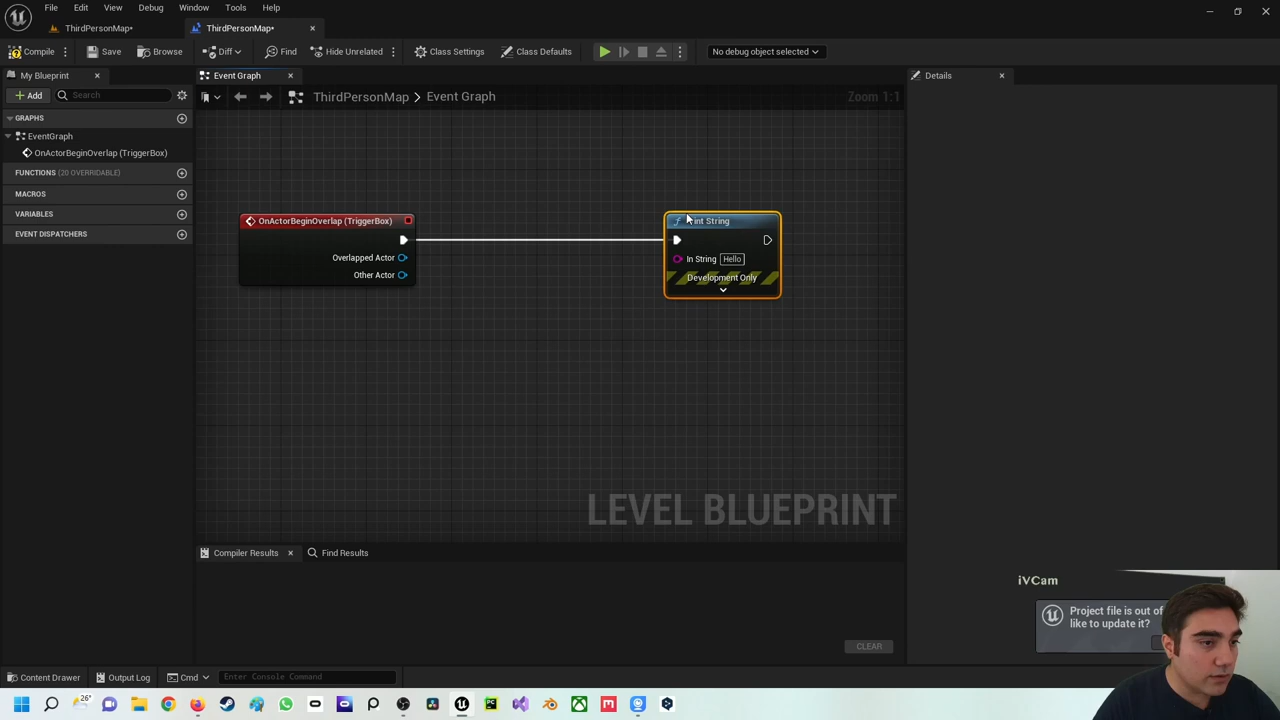 File Edit View Debug Window Tools Help
ThirdPersonMap*
ThirdPersonMap*
Compile Save Browse Diff Find Hide Unrelated Class Settings Class Defaults No debug object selected
My Blueprint Event Graph Details
Add Search ThirdPersonMap > Event Graph Zoom 1:1
GRAPHS
EventGraph
OnActorBeginOverlap (TriggerBox)
FUNCTIONS (20 OVERRIDABLE)
MACROS
VARIABLES
EVENT DISPATCHERS
OnActorBeginOverlap (TriggerBox)
Overlapped Actor
Other Actor
String
In String Hello
Development Only
LEVEL BLUEPRINT
Compiler Results Find Results
iVCam
Project file is out of
like to update it?
CLEAR
Content Drawer Output Log Cmd Enter Console Command
26°